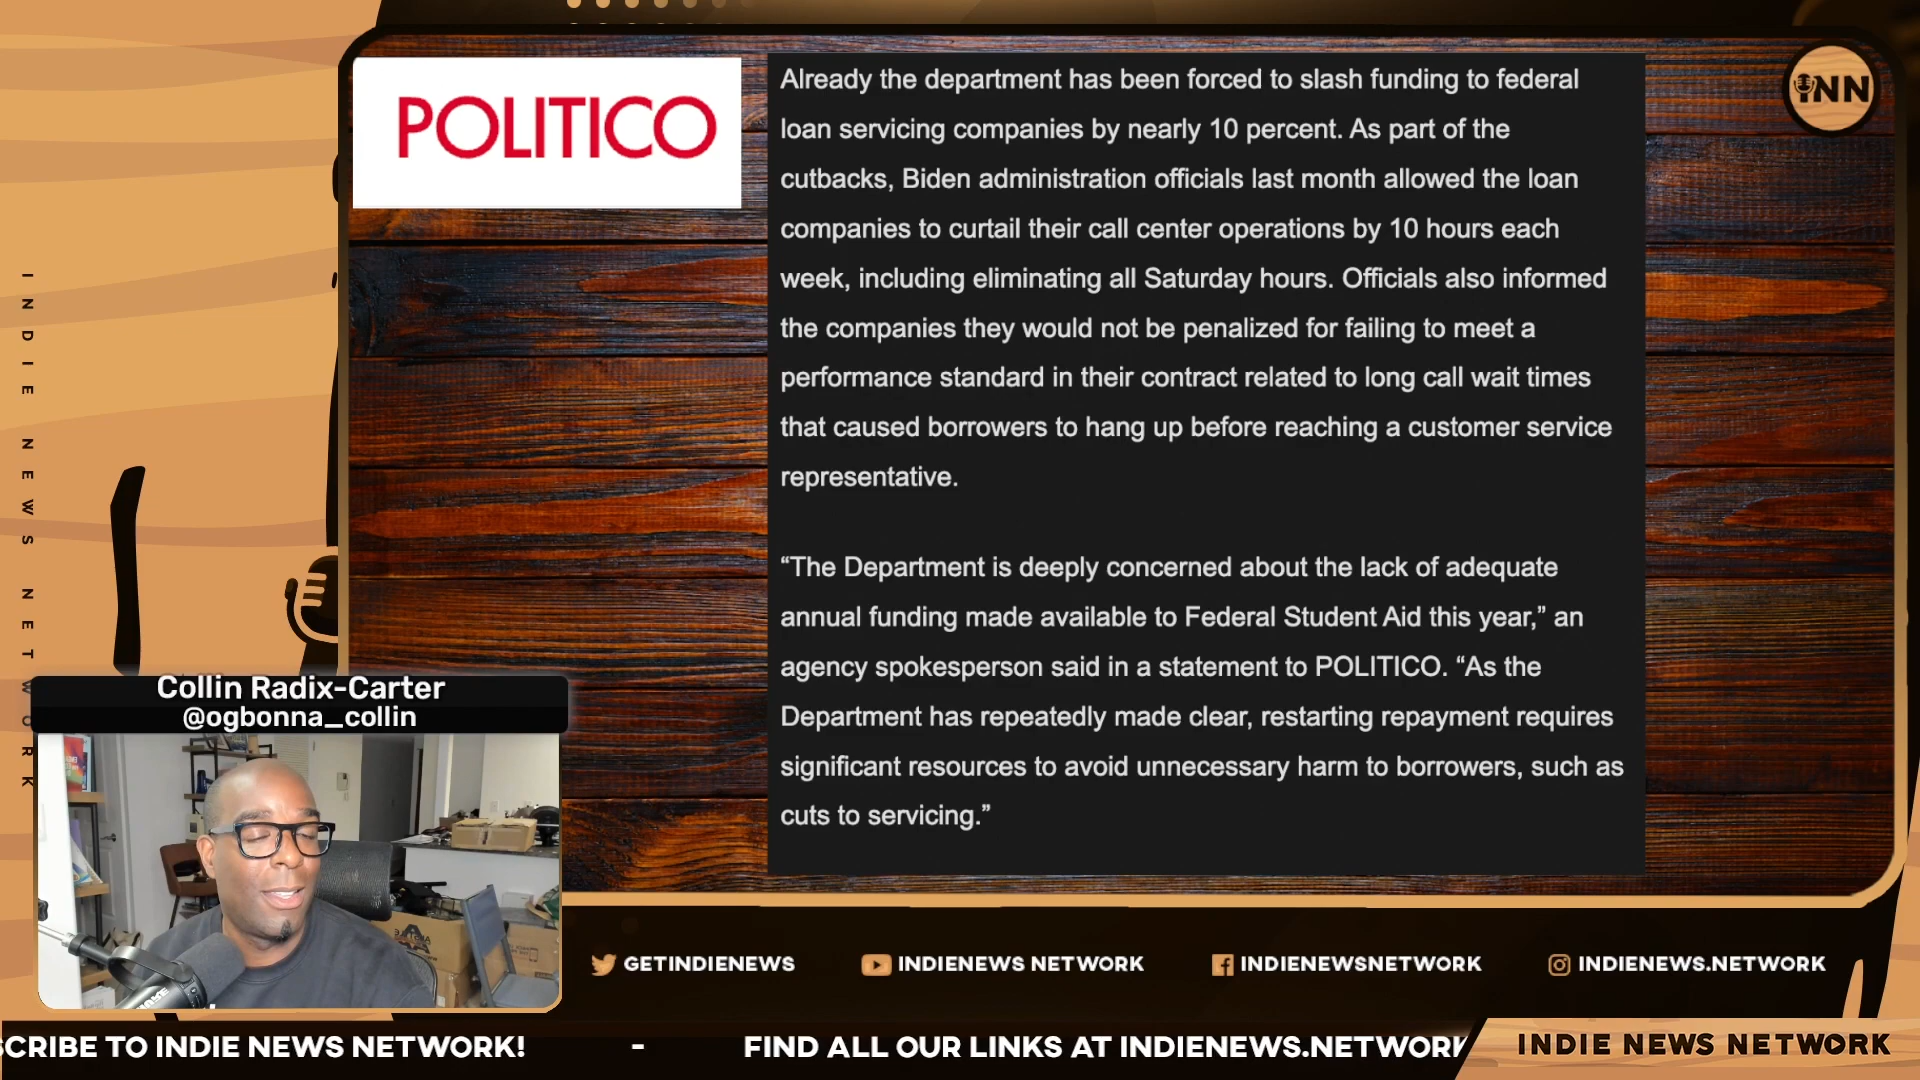 POLITICO
Already the department has been forced to slash funding to federal
loan servicing companies by nearly 10 percent. As part of the
cutbacks, Biden administration officials last month allowed the loan
companies to curtail their call center operations by 10 hours each
week, including eliminating all Saturday hours. Officials also informed
the companies they would not be penalized for failing to meet a
performance standard in their contract related to long call wait times
that caused borrowers to hang up before reaching a customer service
representative.
“The Department is deeply concerned about the lack of adequate
annual funding made available to Federal Student Aid this year,” an
agency spokesperson said in a statement to POLITICO. “As the
Department has repeatedly made clear, restarting repayment requires
significant resources to avoid unnecessary harm to borrowers, such as
cuts to servicing.”
iNN
INDIE NEWS NETWORK
Collin Radix-Carter
@ogbonna_collin
GETINDIENEWS
INDIENEWS NETWORK
INDIENEWSNETWORK
INDIENEWS.NETWORK
SCRIBE TO INDIE NEWS NETWORK! - FIND ALL OUR LINKS AT INDIENEWS.NETWORK
INDIE NEWS NETWORK